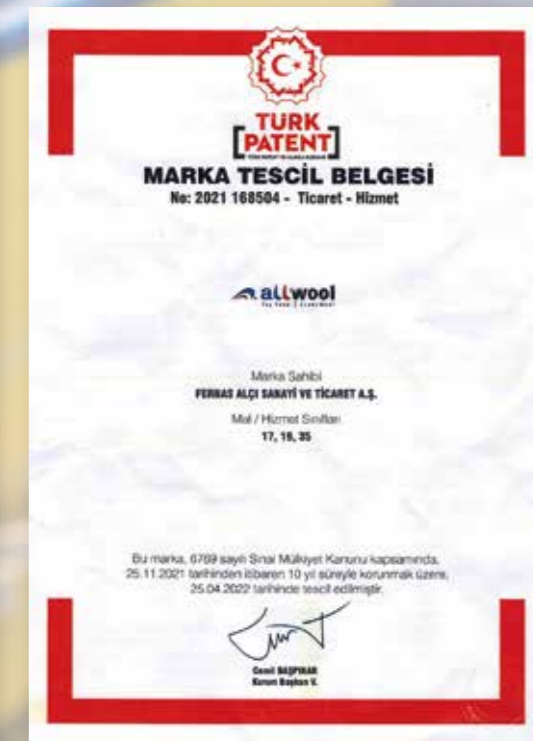 TÜRK
PATENT
MARKA TESCİL BELGESİ
No: 2021 168504 - Ticaret - Hizmet
allwool
Marka Sahibi
FERNAS ALÇI SANAYİ VE TİCARET A.Ş.
Mal / Hizmet Sınıfları
17, 19, 35
Bu marka, 6769 sayılı Sınai Mülkiyet Kanunu kapsamında,
25.11.2021 tarihinden itibaren 10 yıl süreyle korunmak üzere,
25.04.2022 tarihinde tescil edilmiştir.
Cemil BAŞPINAR
Kurum Başkan V.